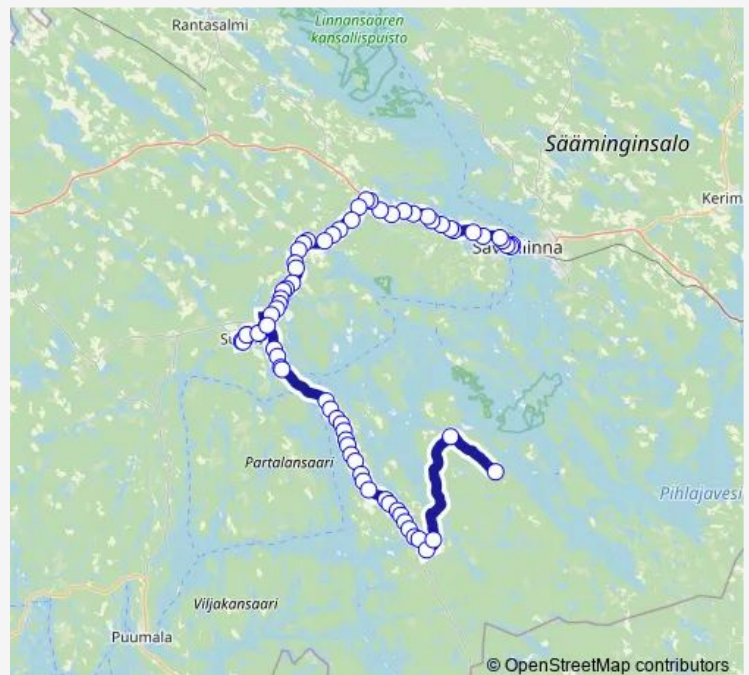 Rantasalmi
Linnansaaren
kansallispuisto
Sääminginsalo
Kerim
Partalansaari
Pihlajavesi
Viljakansaari
Puumala
© OpenStreetMap contributors